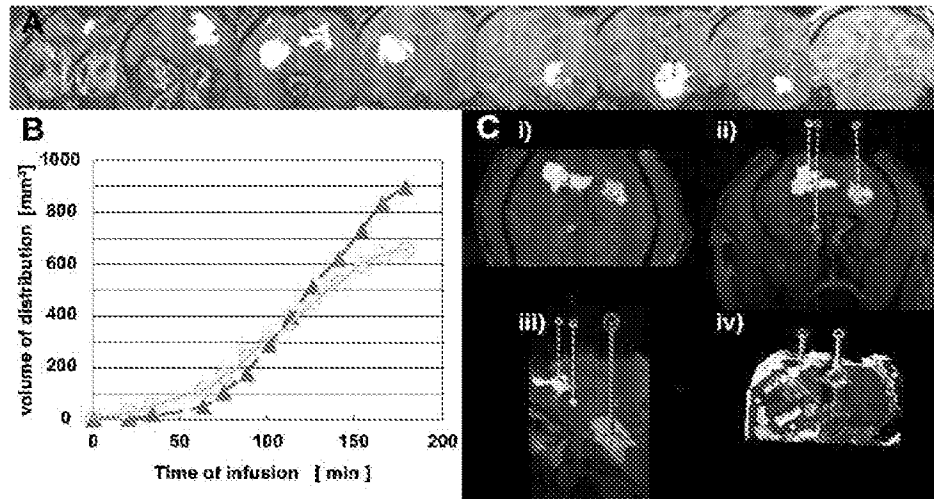 A
B
C
i)
ii)
iii)
iv)
1000
800
600
400
200
0
volume of distribution [mm³]
0
50
100
150
200
Time of infusion [ min ]